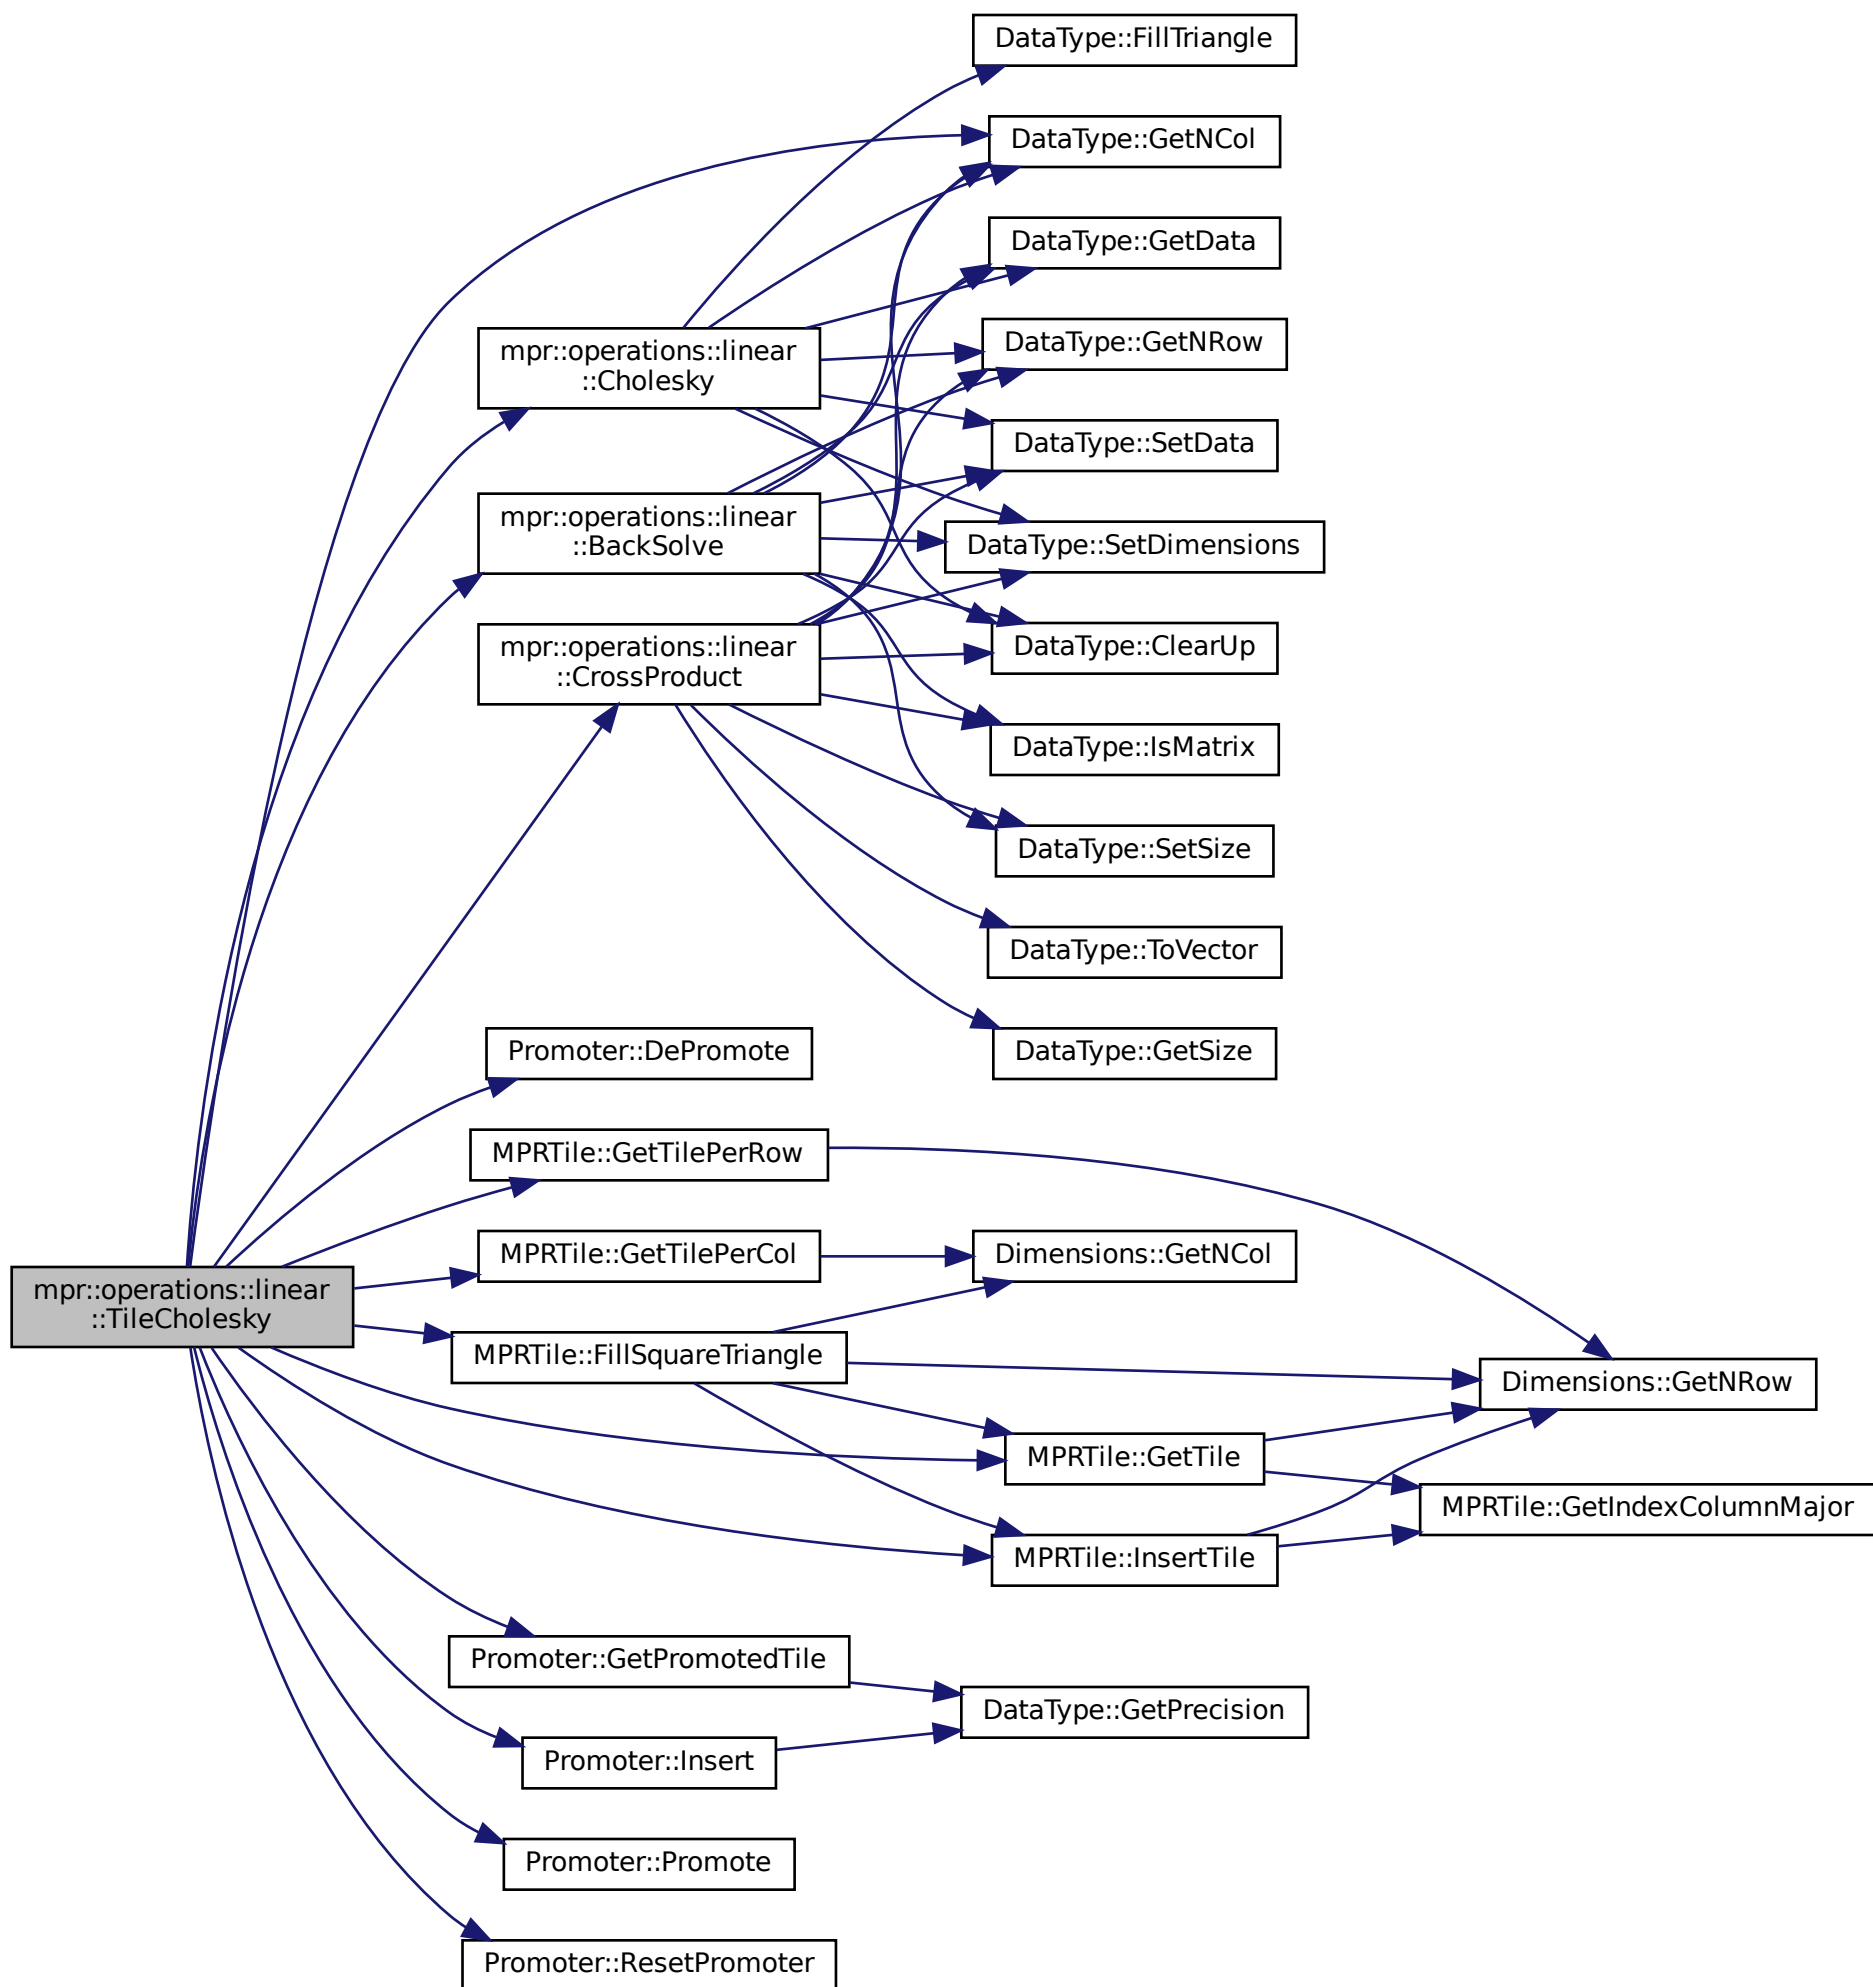 DataType::FillTriangle
DataType::GetNCol
DataType::GetData
DataType::GetNRow
mpr::operations::linear
::Cholesky
DataType::SetData
mpr::operations::linear
::BackSolve
DataType::SetDimensions
DataType::ClearUp
mpr::operations::linear
::CrossProduct
DataType::IsMatrix
DataType::SetSize
DataType::ToVector
Promoter::DePromote
DataType::GetSize
MPRTile::GetTilePerRow
MPRTile::GetTilePerCol
Dimensions::GetNCol
mpr::operations::linear
::TileCholesky
MPRTile::FillSquareTriangle
Dimensions::GetNRow
MPRTile::GetTile
MPRTile::GetIndexColumnMajor
MPRTile::InsertTile
Promoter::GetPromotedTile
DataType::GetPrecision
Promoter::Insert
Promoter::Promote
Promoter::ResetPromoter